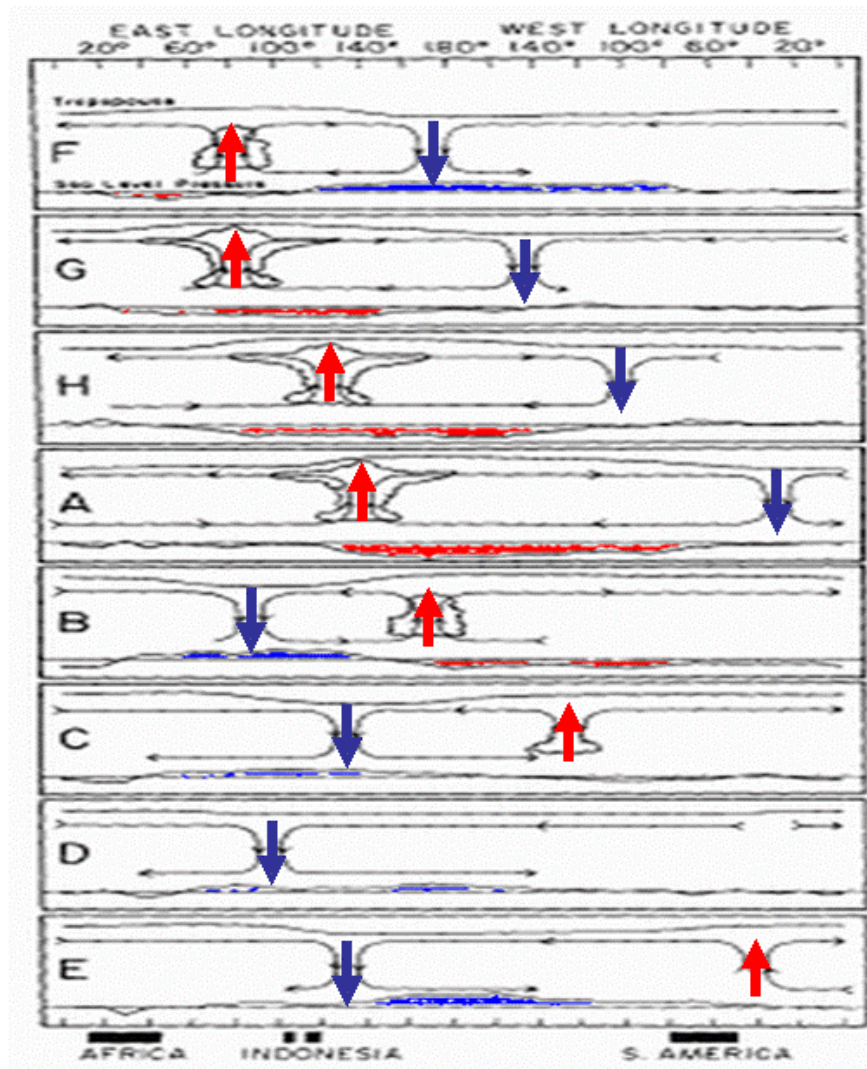 EAST LONGITUDE WEST LONGITUDE
20° 60° 100° 140° 180° 140° 100° 60° 20°
Tropopause
F
Sea Level Pressure
G
H
A
B
C
D
E
AFRICA INDONESIA S. AMERICA